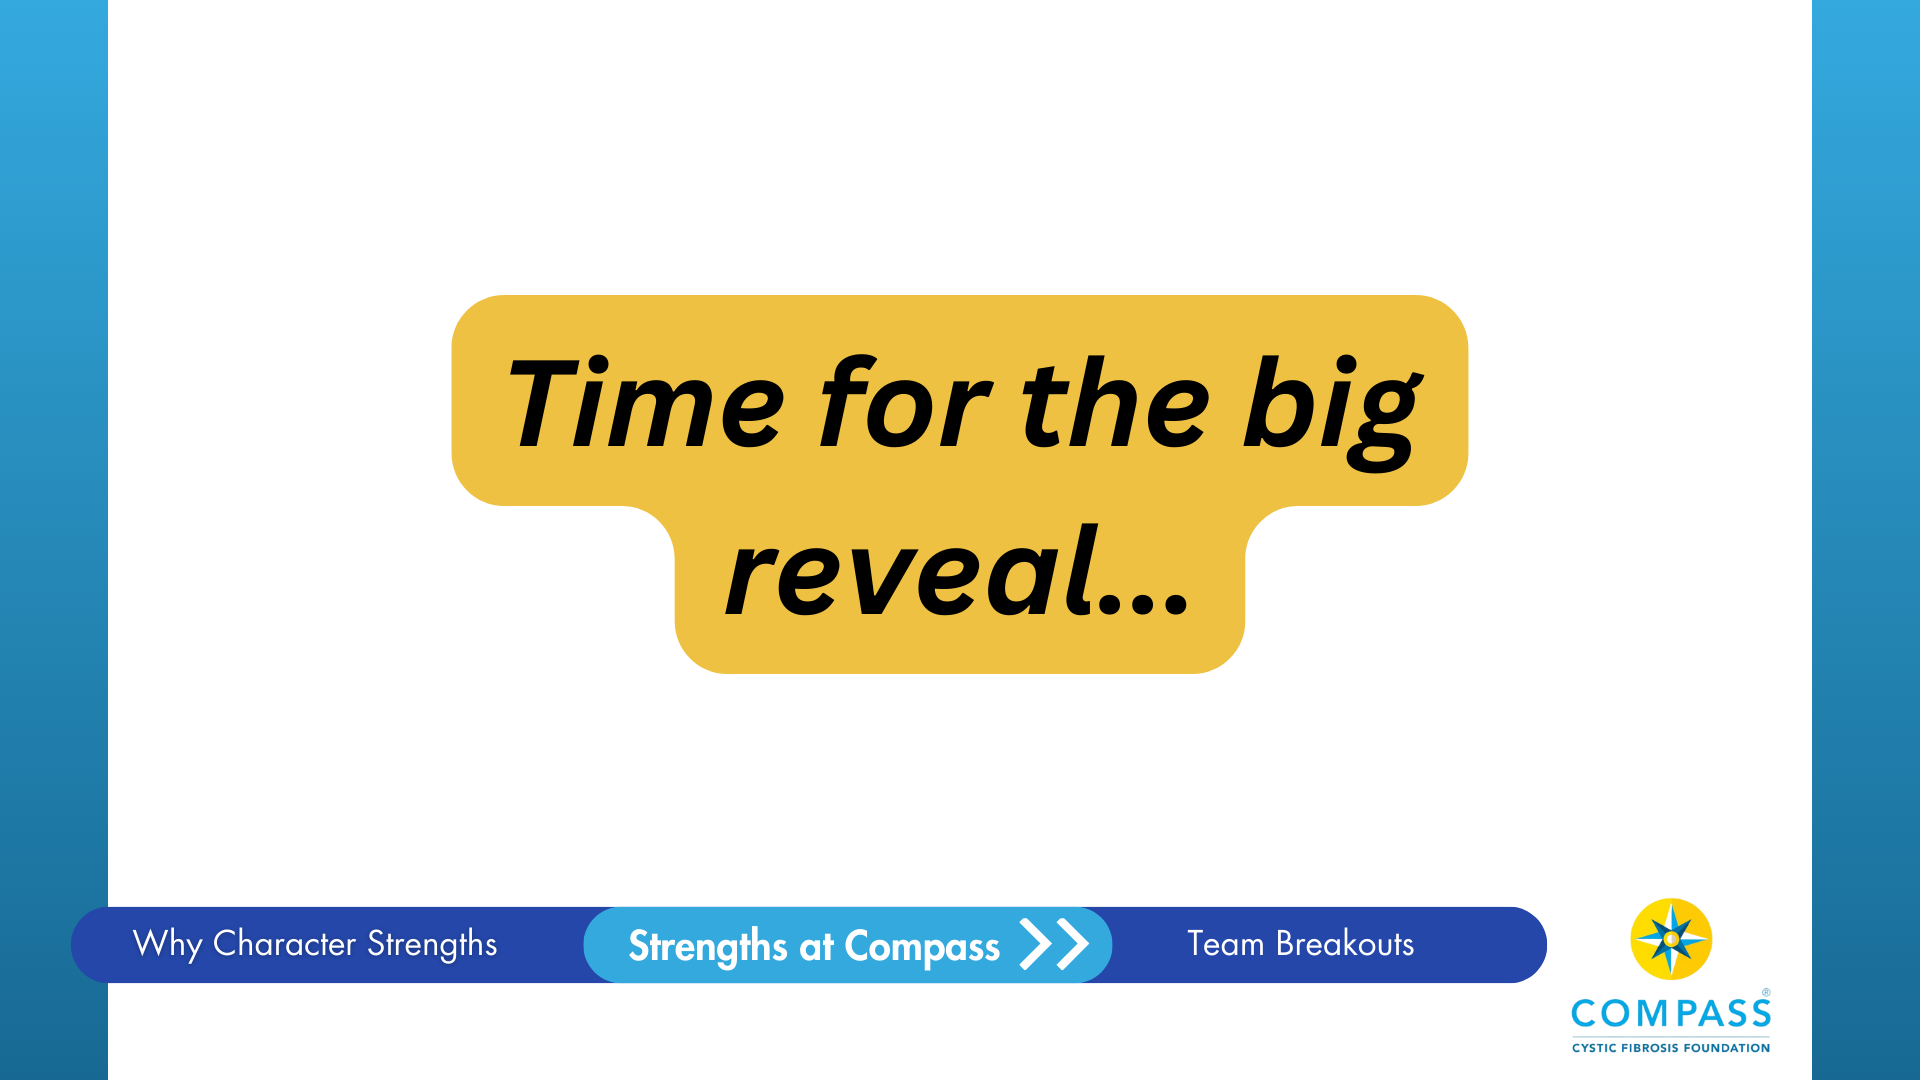 Time for the big
reveal...
Why Character Strengths
Strengths at Compass
Team Breakouts
COMPASS®
CYSTIC FIBROSIS FOUNDATION